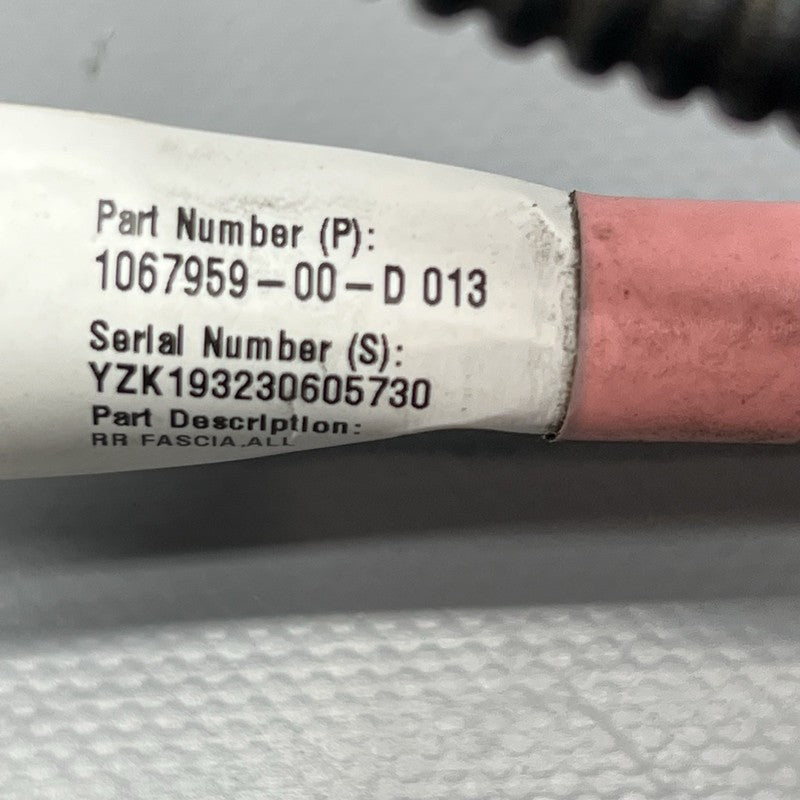 Part Number (P):
1067959-00-D 013
Serial Number (S):
YZK193230605730
Part Description:
RR FASCIA,ALL